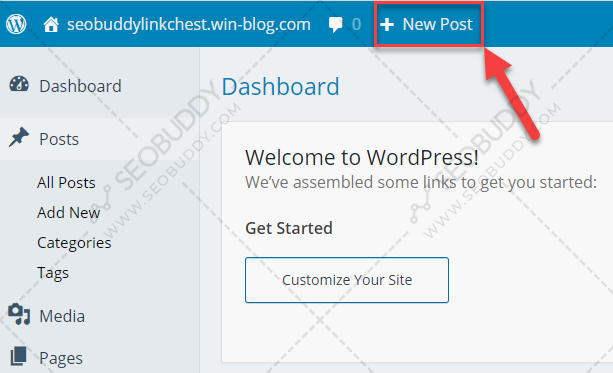 seobuddylinkchest.win-blog.com 0 + New Post
Dashboard
Posts
All Posts
Add New
Categories
Tags
Media
Pages
Dashboard
Welcome to WordPress!
We've assembled some links to get you started:
Get Started
Customize Your Site
SEOBUDDY
WWW.SEOBUDDY.COM
SEOBUDDY
WWW.SEOBUDDY.COM